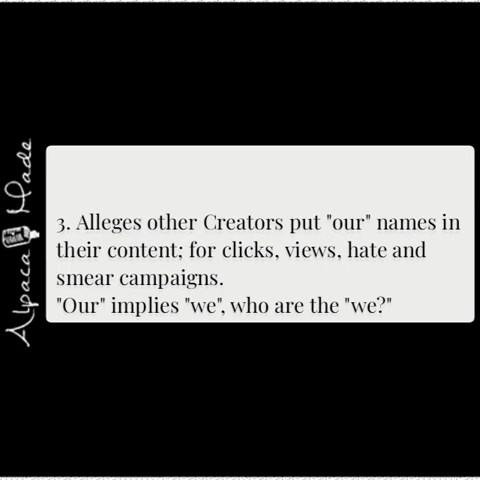 Alpaca Made
3. Alleges other Creators put "our" names in
their content; for clicks, views, hate and
smear campaigns.
"Our" implies "we", who are the "we?"